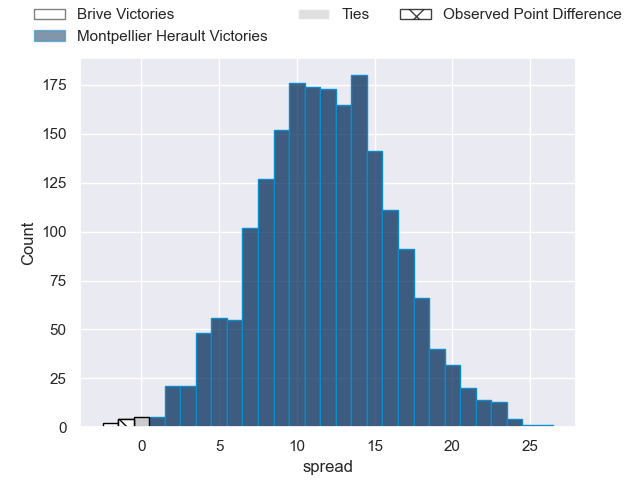 Brive Victories
Ties
Observed Point Difference
Montpellier Herault Victories
175
150
125
100
75
50
25
0
Count
0 5 10 15 20 25
spread